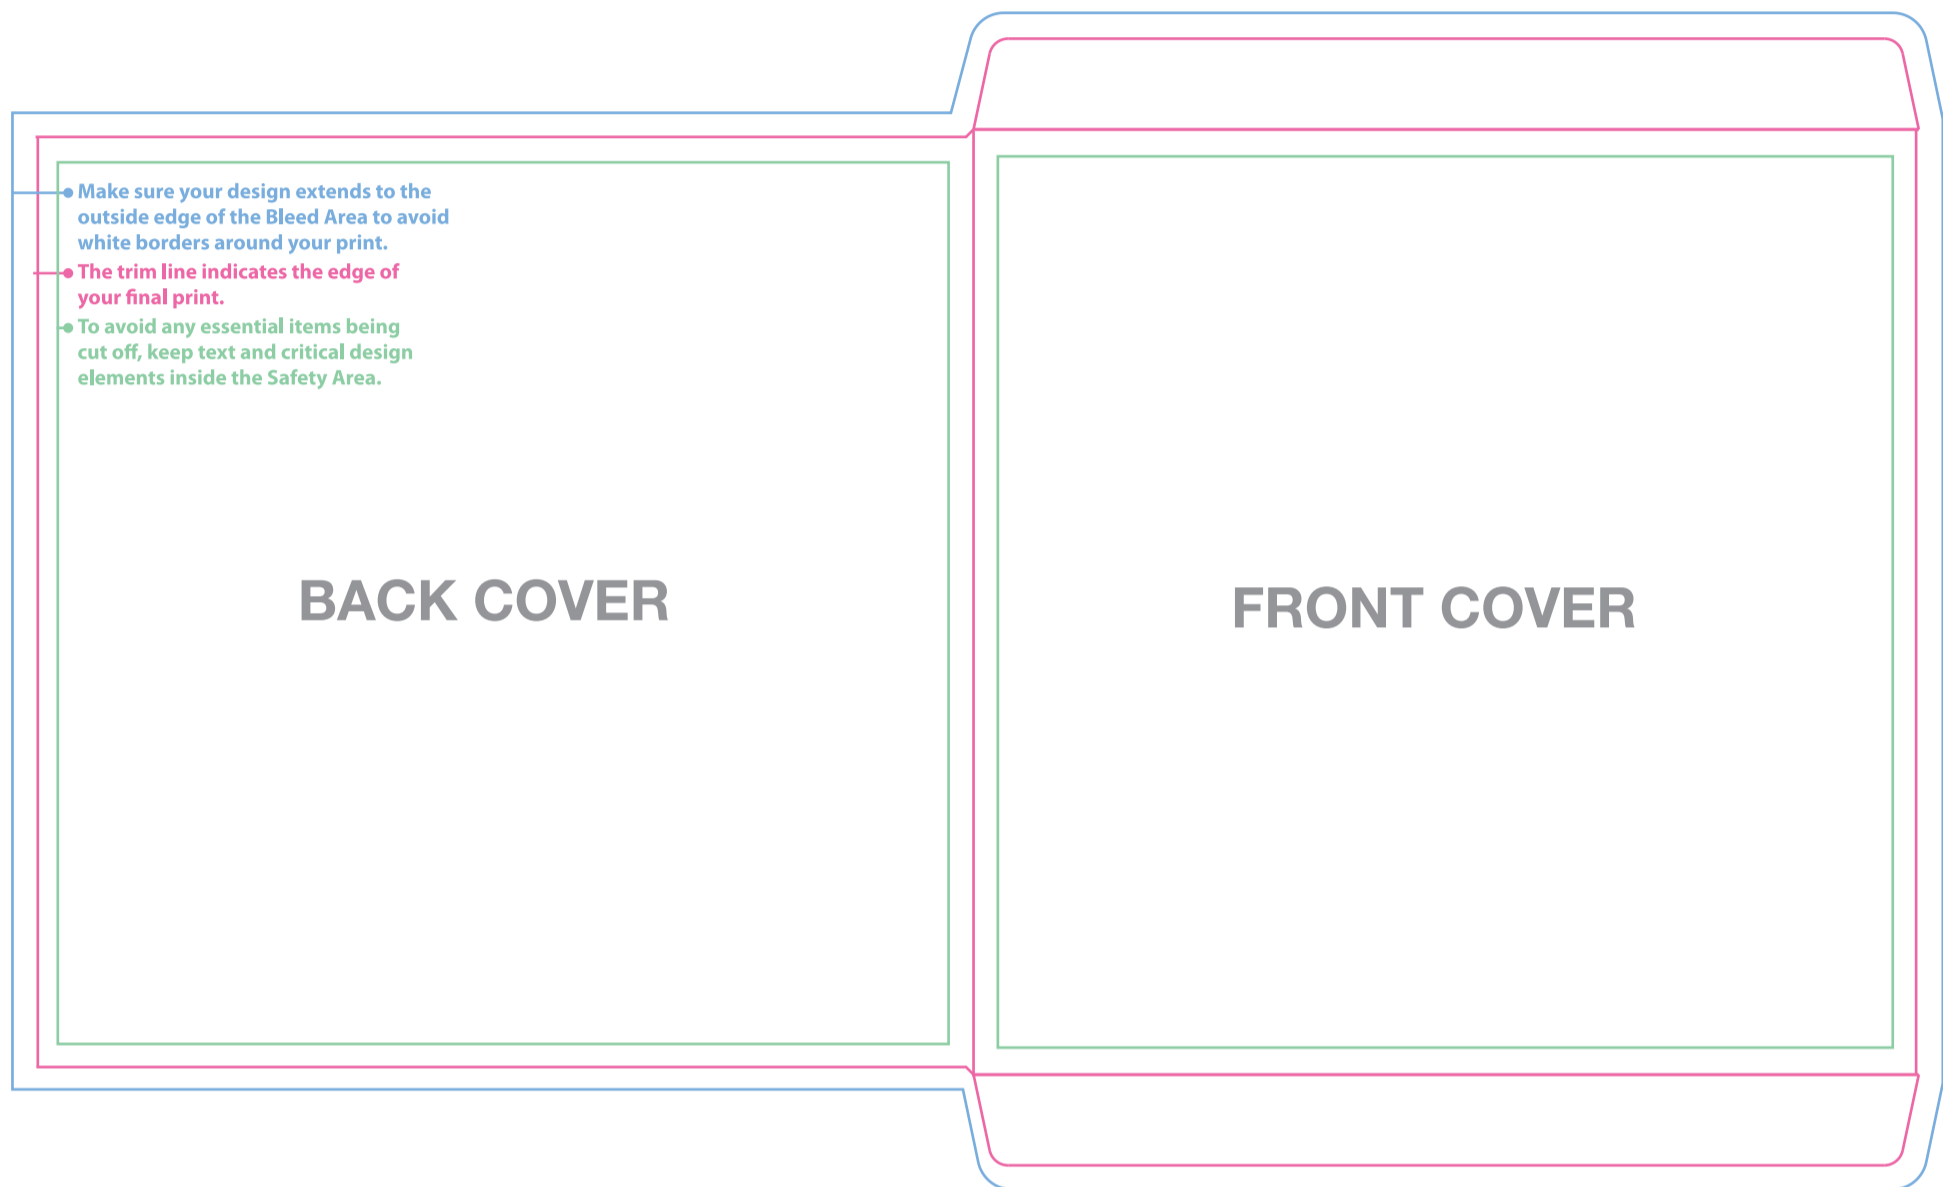 Make sure your design extends to the
outside edge of the Bleed Area to avoid
white borders around your print.
The trim line indicates the edge of
your final print.
To avoid any essential items being
cut off, keep text and critical design
elements inside the Safety Area.
BACK COVER
FRONT COVER